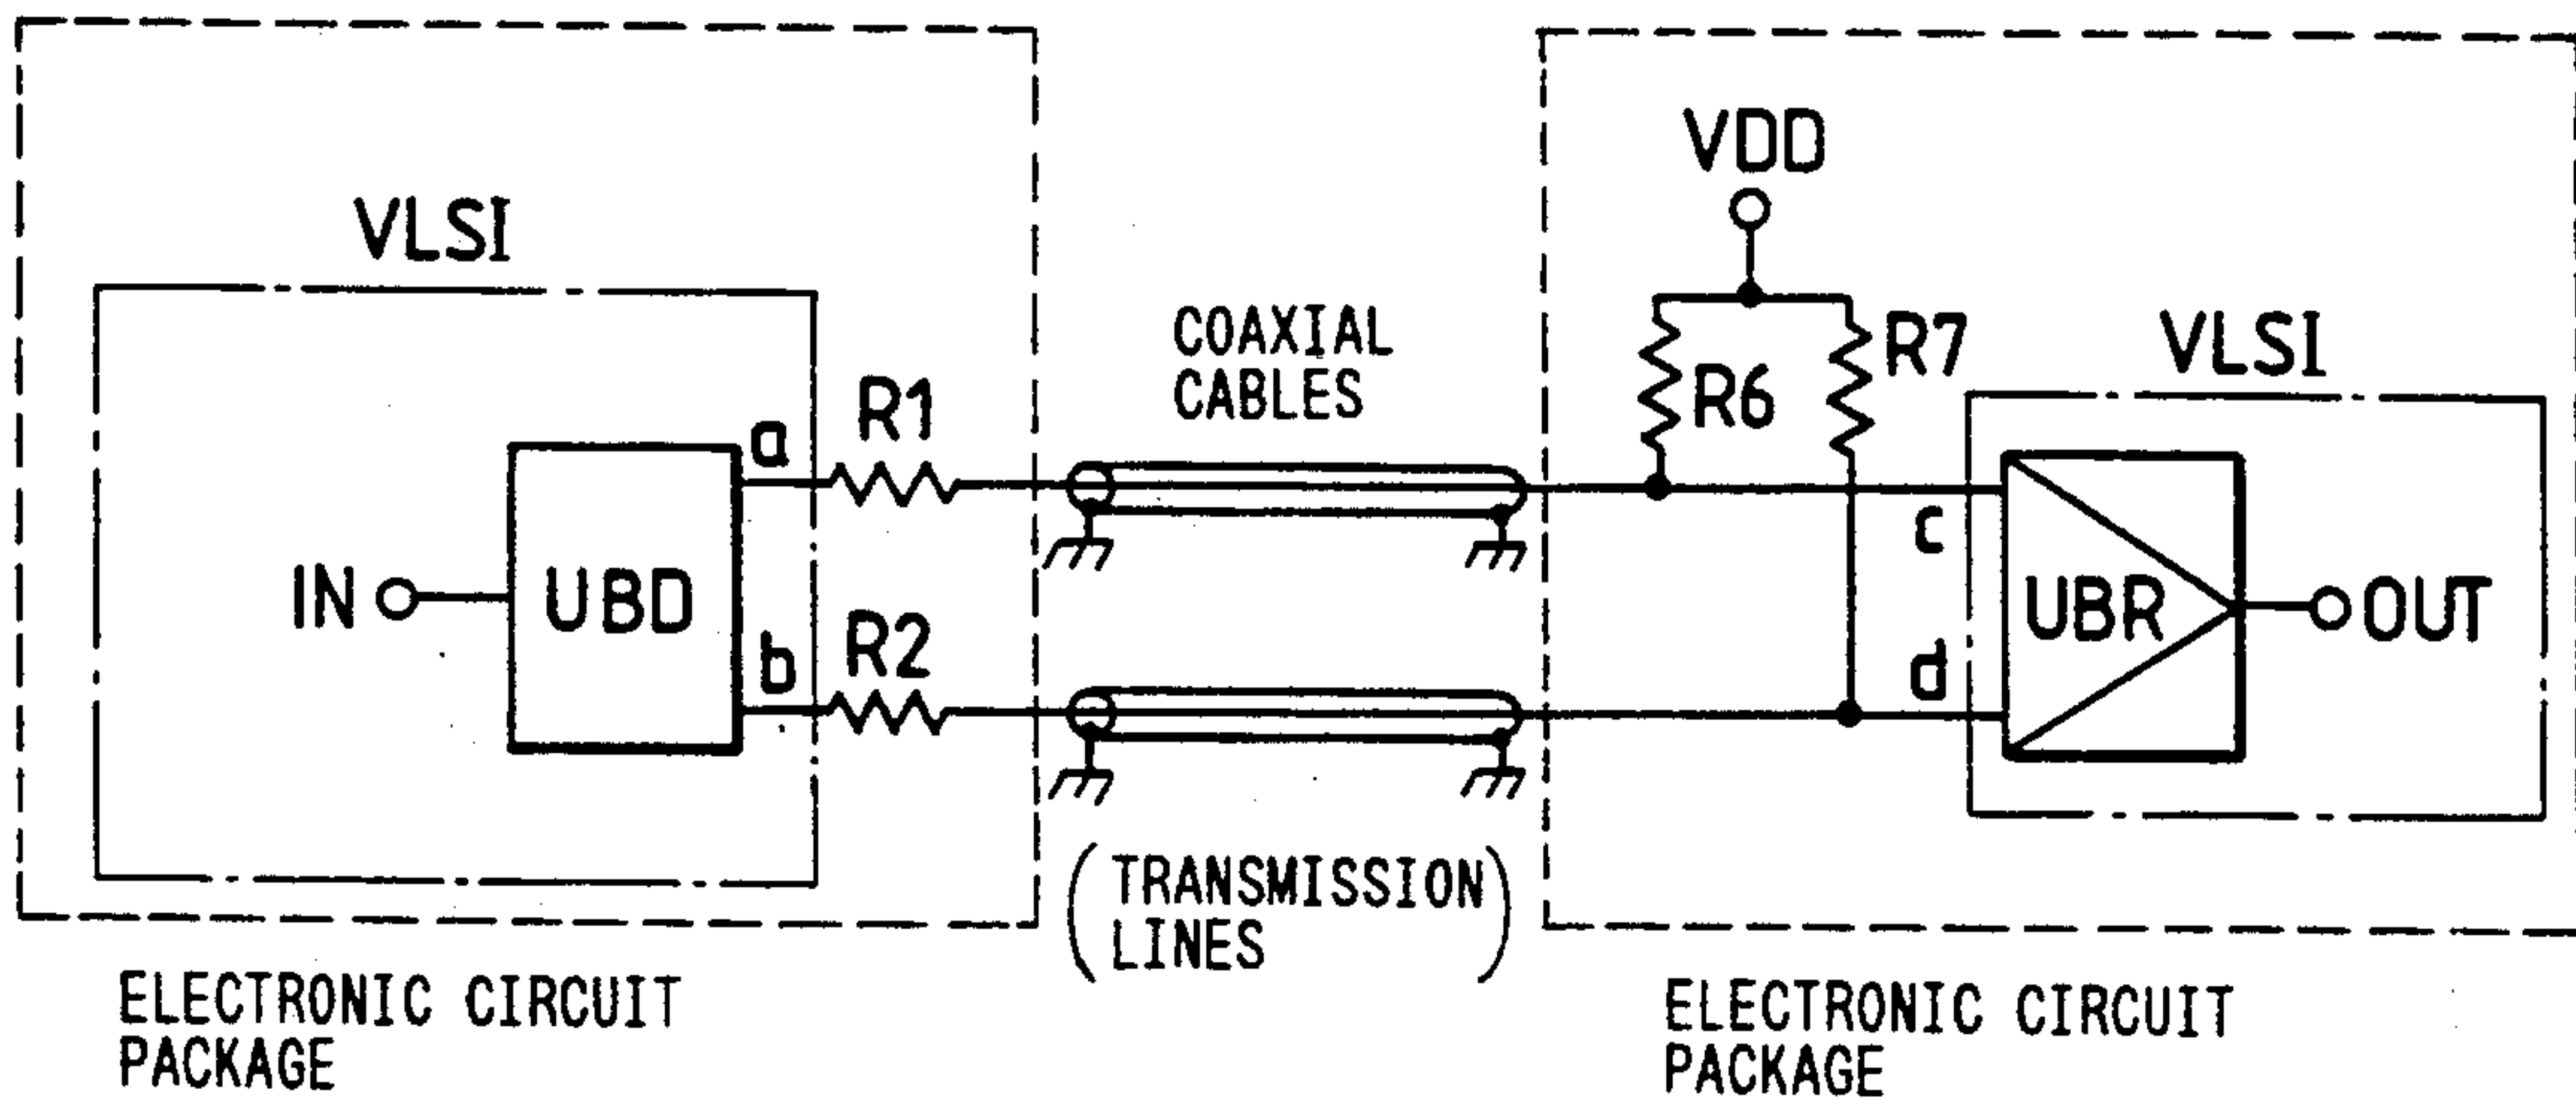 VDD
VLSI
R7
VLSI
COAXIAL
CABLES
R6
R1
a
c
IN
UBD
UBR
OUT
b
R2
d
(TRANSMISSION
LINES)
ELECTRONIC CIRCUIT
PACKAGE
ELECTRONIC CIRCUIT
PACKAGE